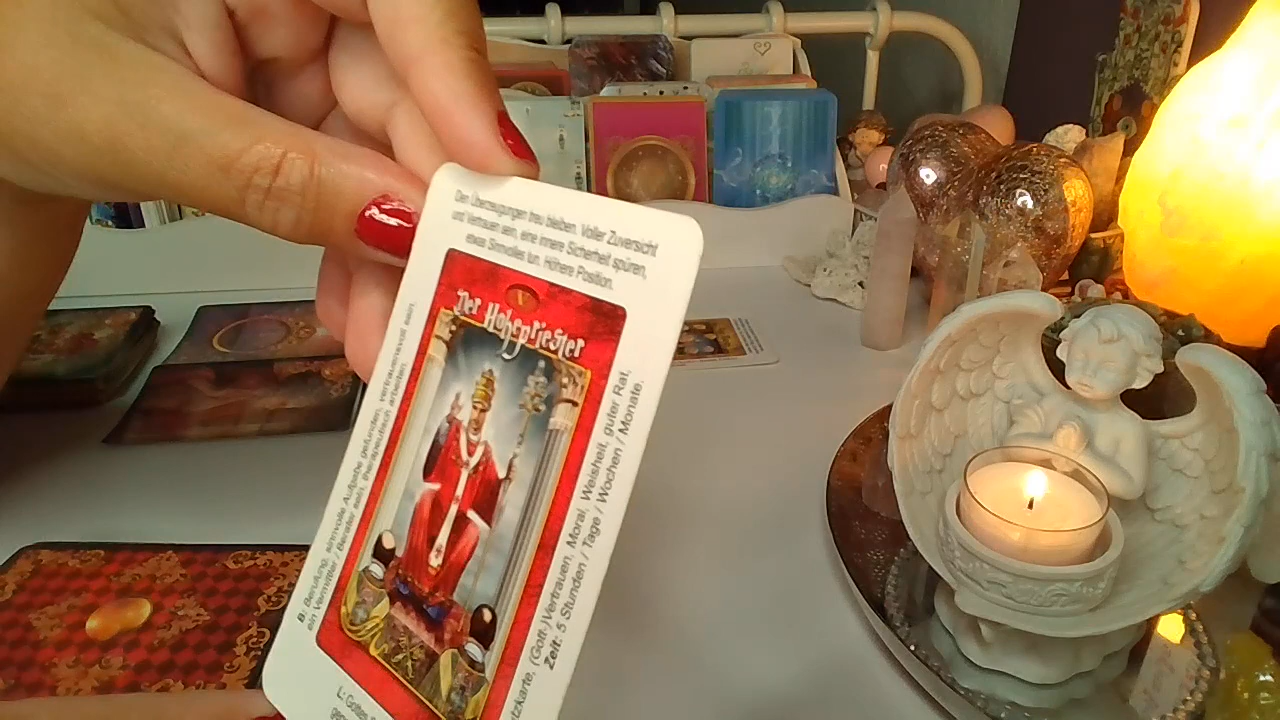 Den Überzeugungen treu bleiben. Voller Zuversicht
und Vertrauen sein, eine innere Sicherheit spüren,
etwas Sinnvolles tun. Höhere Position.
V
Der Hohepriester
B: Berufung, sinnvolle Aufgabe gefunden, vertrauensvoll sein,
ein Vermittler / Berater sein, therapeutisch arbeiten.
(Gott-)Vertrauen, Moral, Weisheit, guter Rat,
Zeit: 5 Stunden / Tage / Wochen / Monate.
L: